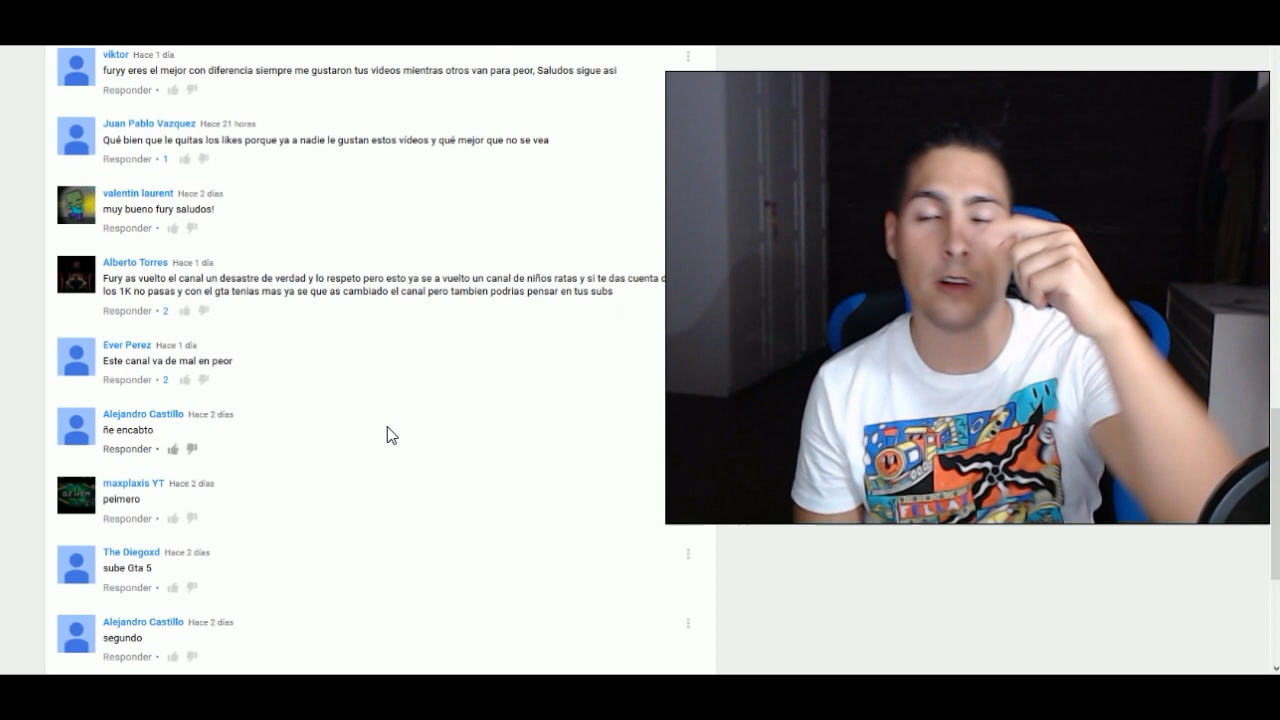 viktor Hace 1 día
furyy eres el mejor con diferencia siempre me gustaron tus videos mientras otros van para peor, Saludos sigue asi
Responder •
Juan Pablo Vazquez Hace 21 horas
Qué bien que le quitas los likes porque ya a nadie le gustan estos vídeos y qué mejor que no se vea
Responder • 1
valentin laurent Hace 2 días
muy bueno fury saludos!
Responder •
Alberto Torres Hace 1 día
Fury as vuelto el canal un desastre de verdad y lo respeto pero esto ya se a vuelto un canal de niños ratas y si te das cuenta
los 1K no pasas y con el gta tenias mas ya se que as cambiado el canal pero tambien podrias pensar en tus subs
Responder • 2
Ever Perez Hace 1 día
Este canal va de mal en peor
Responder • 2
Alejandro Castillo Hace 2 días
ñe encabto
Responder •
maxplaxis YT Hace 2 días
peimero
Responder •
The Diegoxd Hace 2 días
sube Gta 5
Responder •
Alejandro Castillo Hace 2 días
segundo
Responder •